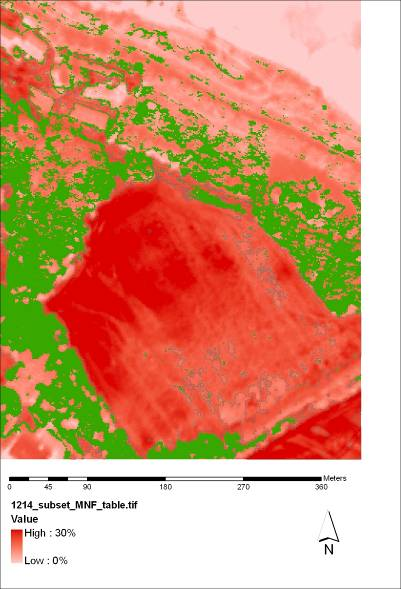 Meters
0 45 90 180 270 360
1214_subset_MNF_table.tif
Value
High : 30%
Low : 0%
N